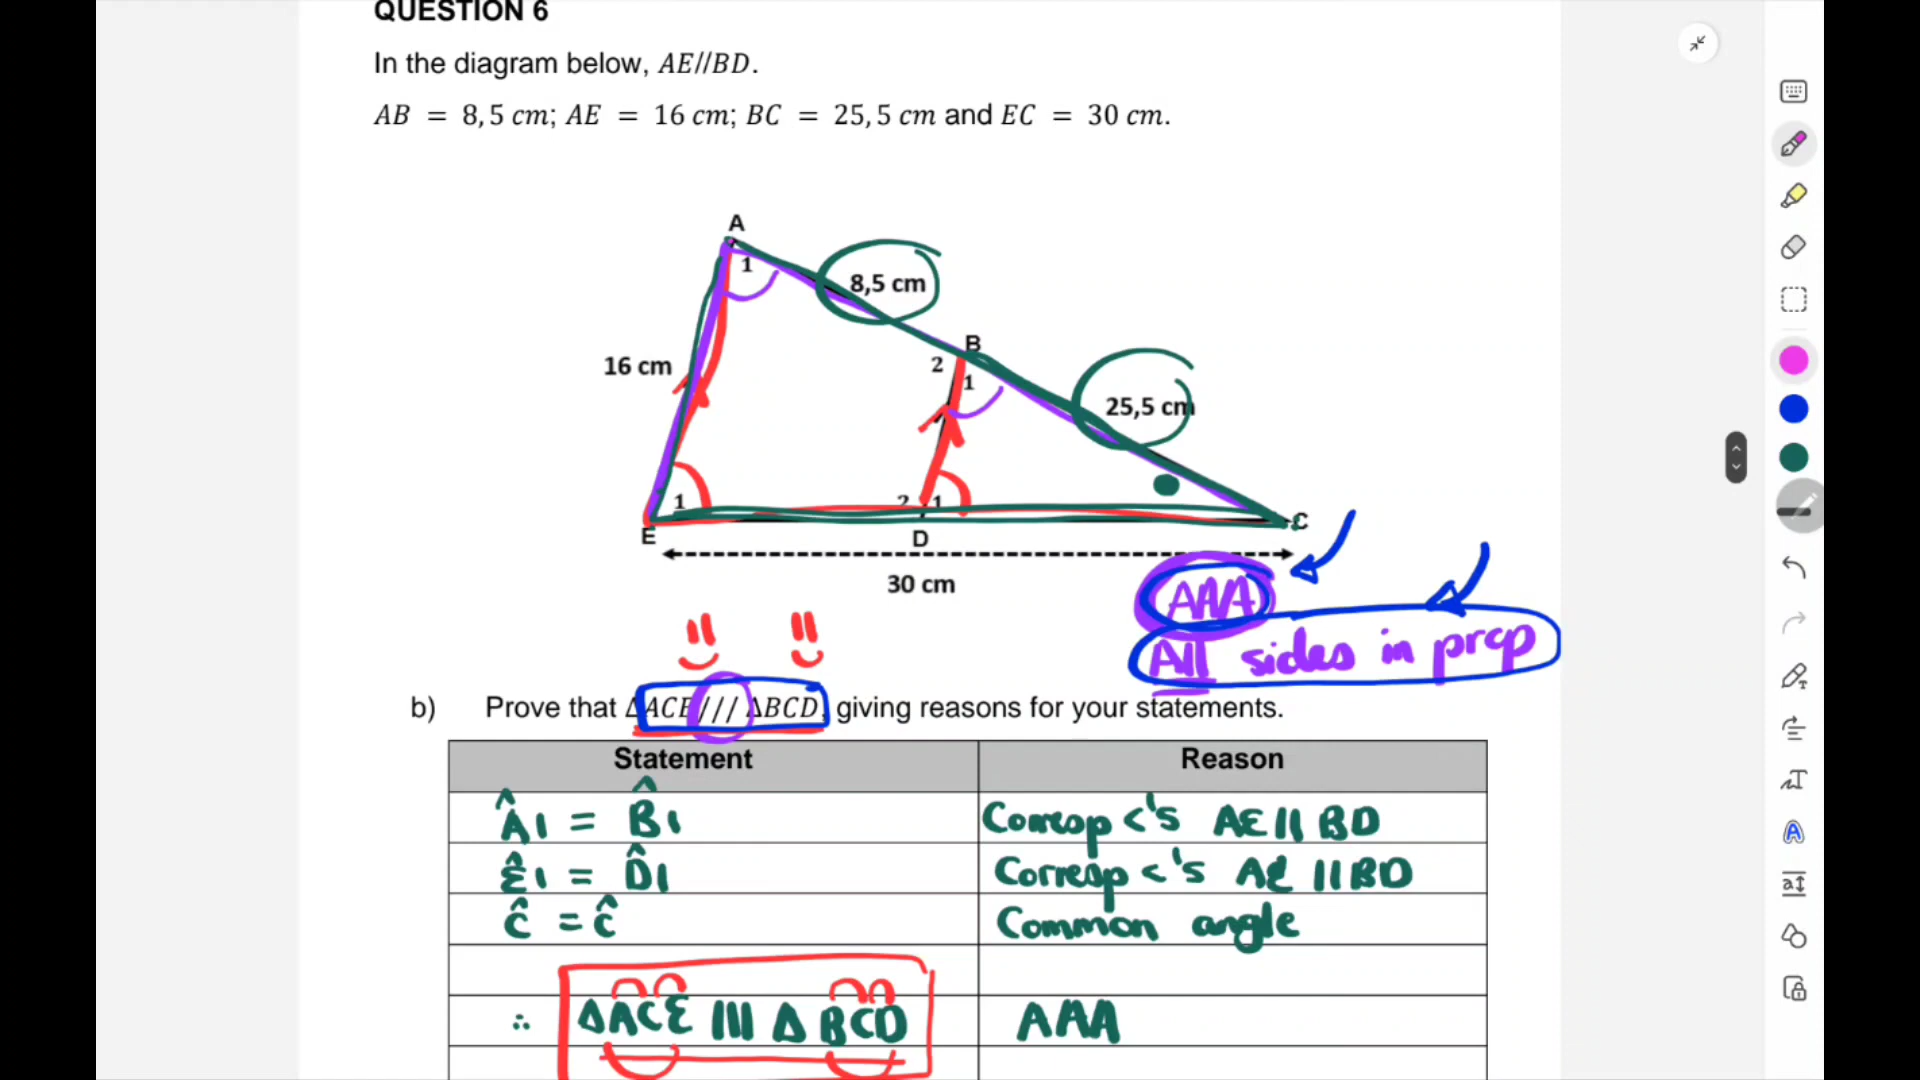 QUESTION 6
In the diagram below, AE//BD.
AB = 8,5 cm; AE = 16 cm; BC = 25,5 cm and EC = 30 cm.
A
1
8,5 cm
B
2
1
16 cm
25,5 cm
1
2 1
C
E
D
30 cm
AAA
All sides in prop
b) Prove that ΔACE /// ΔBCD, giving reasons for your statements.
Statement Reason
Â1 = B̂1 Corresp <'s AE || BD
Ê1 = D̂1 Corresp <'s AE || BD
Ĉ = Ĉ Common angle
∴ ΔACE ||| ΔBCD AAA